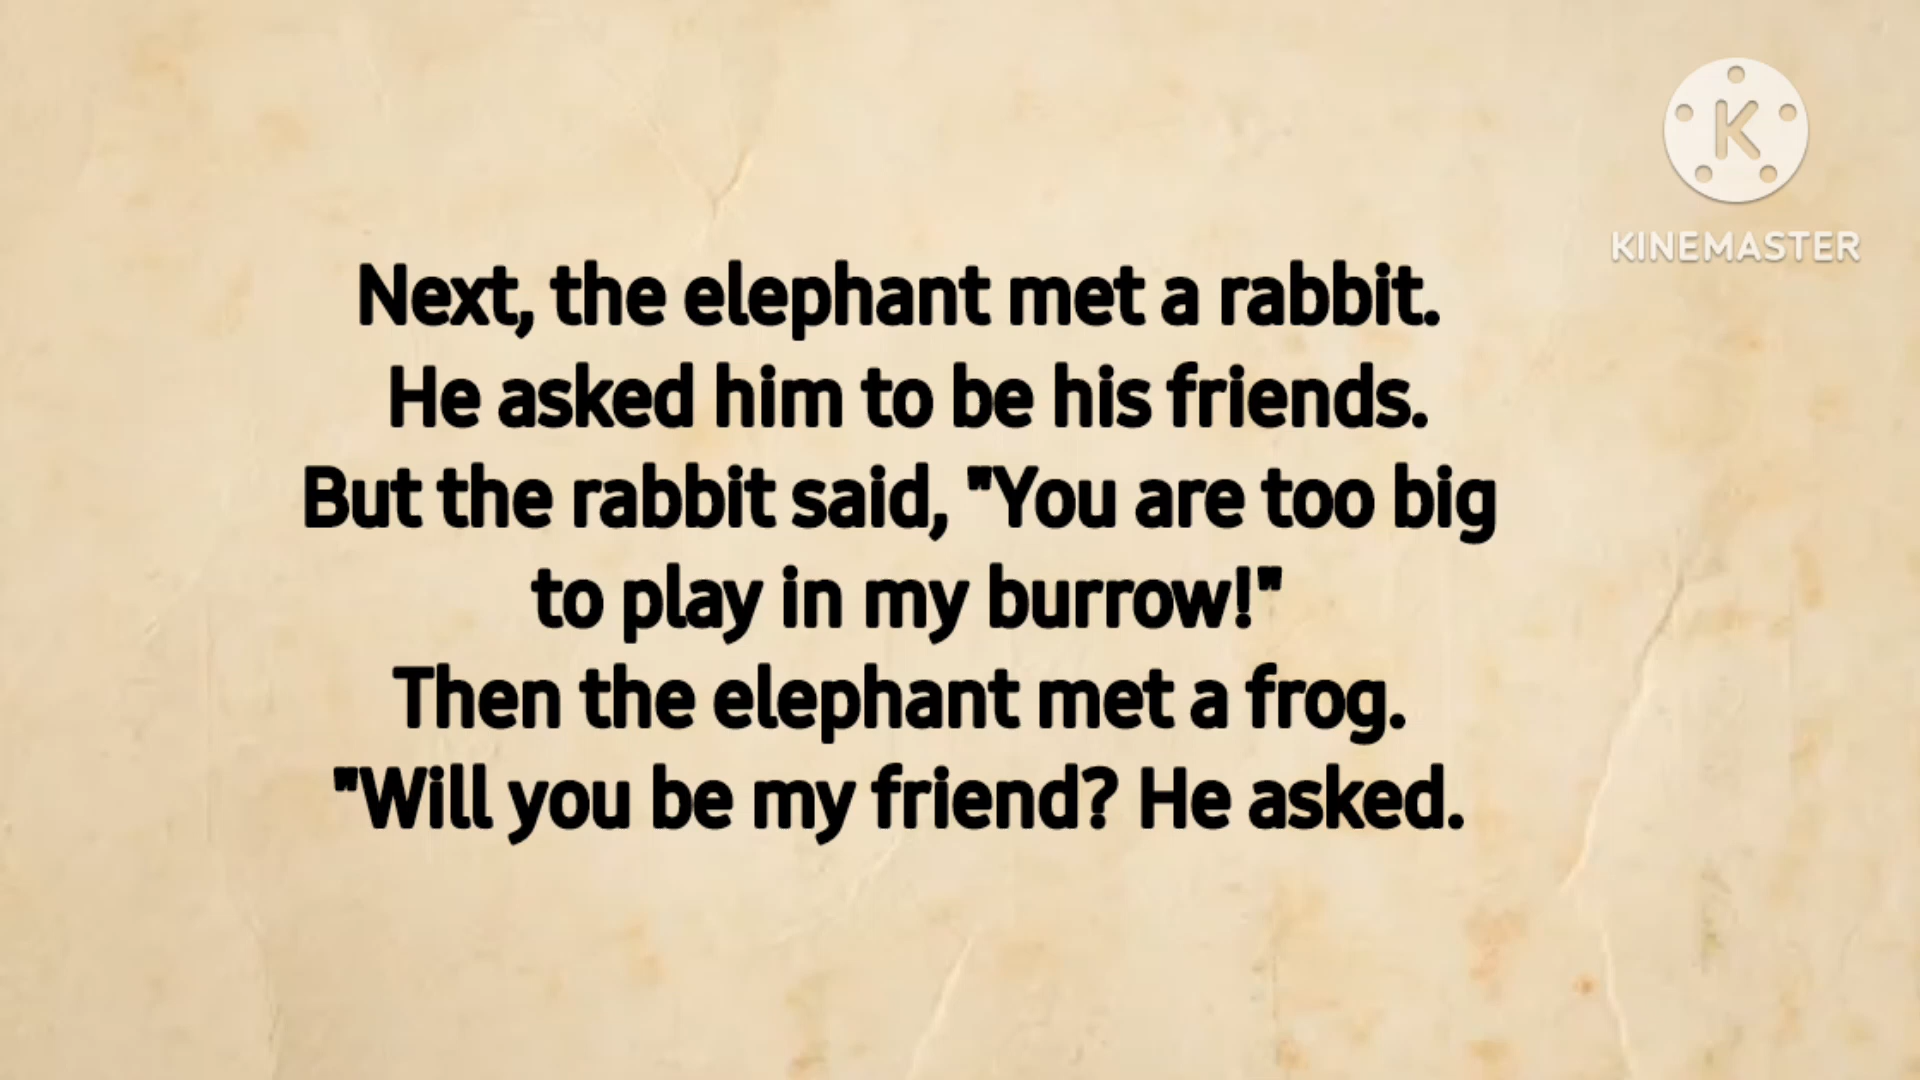 KINEMASTER
Next, the elephant met a rabbit.
He asked him to be his friends.
But the rabbit said, "You are too big
to play in my burrow!"
Then the elephant met a frog.
"Will you be my friend? He asked.